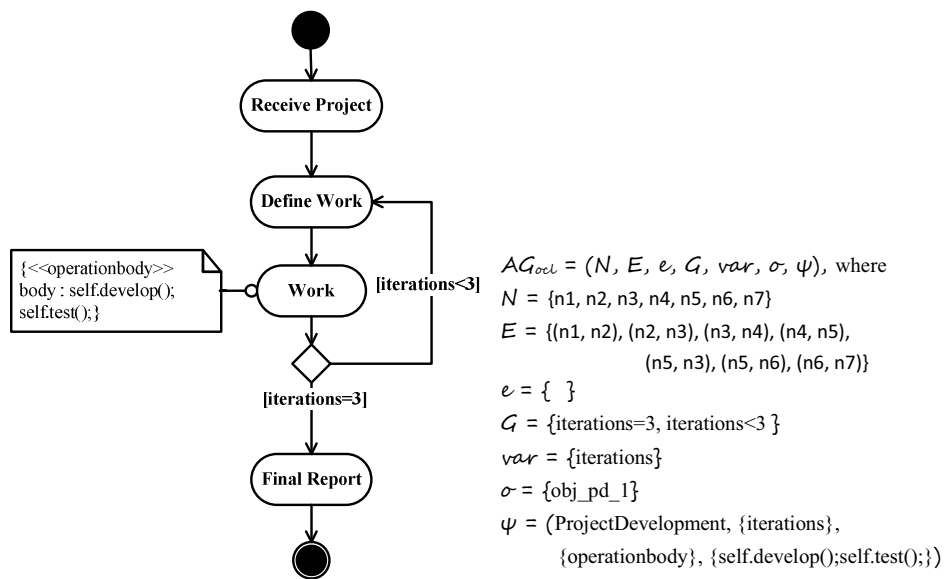 Receive Project
Define Work
{<<operationbody>>
body : self.develop();
self.test();}
Work
[iterations<3]
[iterations=3]
Final Report
AG_ocl = (N, E, e, G, var, σ, ψ), where
N = {n1, n2, n3, n4, n5, n6, n7}
E = {(n1, n2), (n2, n3), (n3, n4), (n4, n5),
(n5, n3), (n5, n6), (n6, n7)}
e = { }
G = {iterations=3, iterations<3 }
var = {iterations}
σ = {obj_pd_1}
ψ = (ProjectDevelopment, {iterations},
{operationbody}, {self.develop();self.test();})